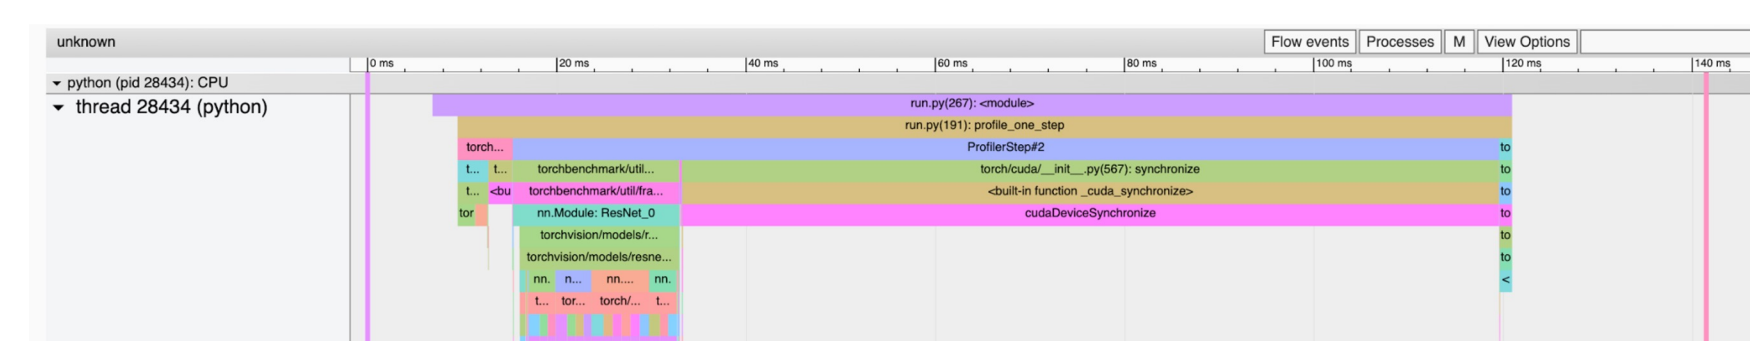 unknown
Flow events Processes M View Options
0 ms 20 ms 40 ms 60 ms 80 ms 100 ms 120 ms 140 ms
python (pid 28434): CPU
thread 28434 (python)
run.py(267): <module>
run.py(191): profile_one_step
torch... ProfilerStep#2 to
t... t... torchbenchmark/util... torch/cuda/__init__.py(567): synchronize to
t... <bu torchbenchmark/util/fra... <built-in function _cuda_synchronize> to
tor nn.Module: ResNet_0 cudaDeviceSynchronize to
torchvision/models/r... to
torchvision/models/resne... to
nn. n... nn.... nn. <
t... tor... torch/... t...